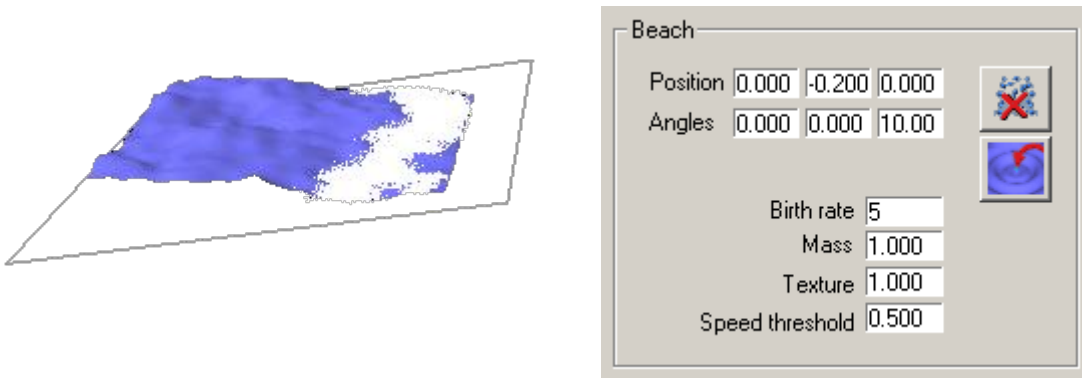 Beach
Position 0.000 -0.200 0.000
Angles 0.000 0.000 10.00
Birth rate 5
Mass 1.000
Texture 1.000
Speed threshold 0.500